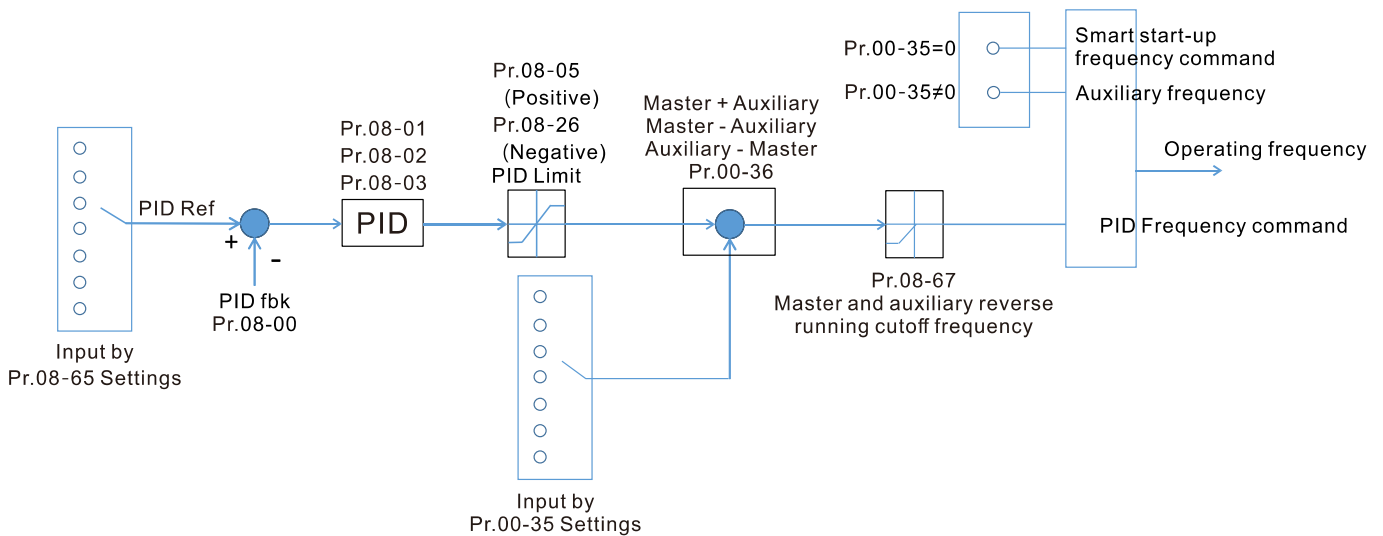 Pr.00-35=0
Pr.00-35≠0
Smart start-up
frequency command
Auxiliary frequency
Operating frequency
PID Frequency command
Pr.08-05
(Positive)
Pr.08-26
(Negative)
PID Limit
Master + Auxiliary
Master - Auxiliary
Auxiliary - Master
Pr.00-36
Pr.08-01
Pr.08-02
Pr.08-03
PID
PID Ref
+
-
PID fbk
Pr.08-00
Input by
Pr.08-65 Settings
Pr.08-67
Master and auxiliary reverse
running cutoff frequency
Input by
Pr.00-35 Settings